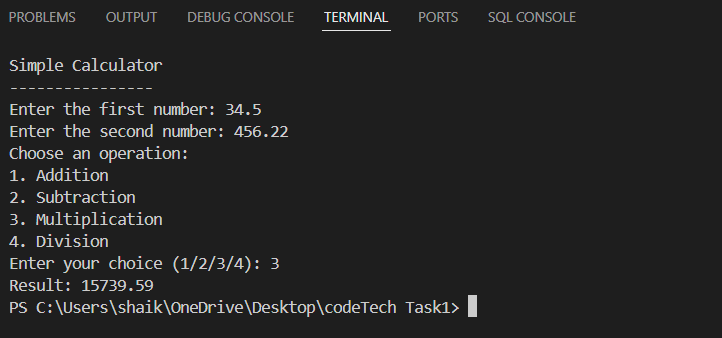 PROBLEMS OUTPUT DEBUG CONSOLE TERMINAL PORTS SQL CONSOLE
Simple Calculator
----------------
Enter the first number: 34.5
Enter the second number: 456.22
Choose an operation:
1. Addition
2. Subtraction
3. Multiplication
4. Division
Enter your choice (1/2/3/4): 3
Result: 15739.59
PS C:\Users\shaik\OneDrive\Desktop\codeTech Task1>